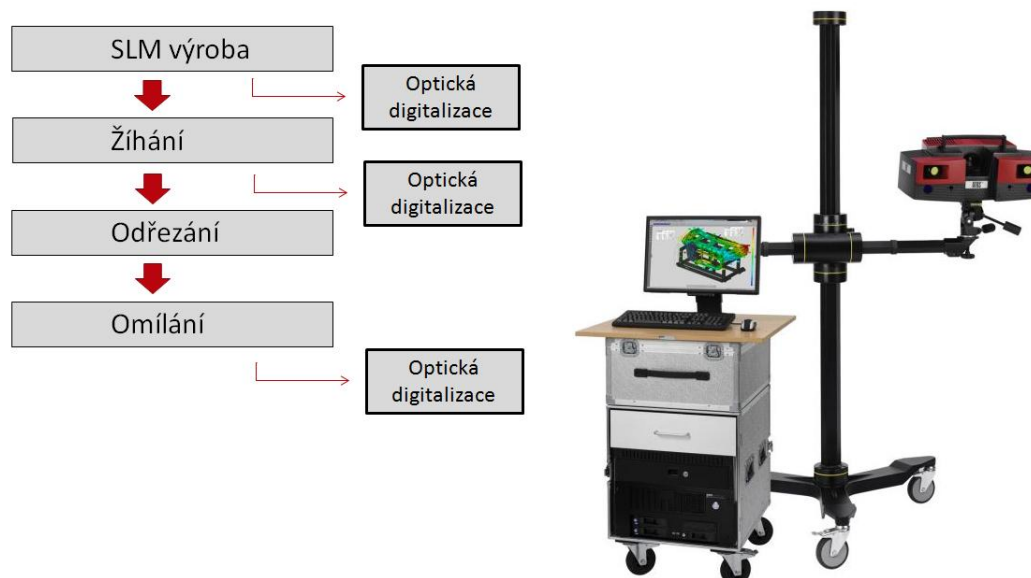 SLM výroba
Optická
digitalizace
Žíhání
Optická
digitalizace
Odřezání
Omílání
Optická
digitalizace